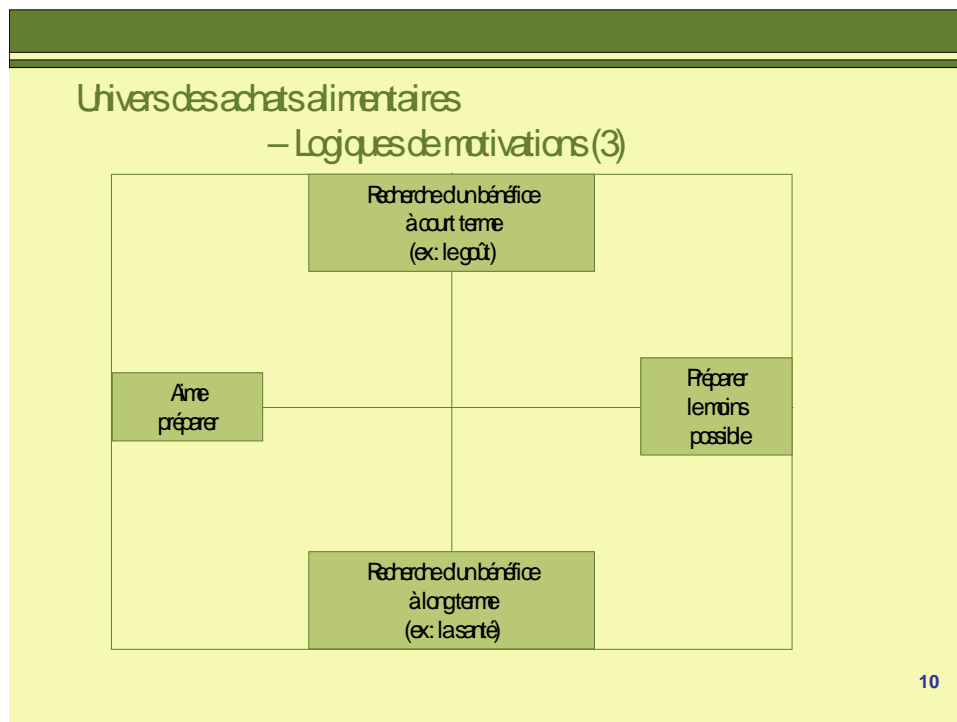 Univers des achats alimentaires
– Logiques de motivations (3)
Recherche d'un bénéfice
à court terme
(ex: le goût)
Aime
préparer
Préparer
le moins
possible
Recherche d'un bénéfice
à long terme
(ex: la santé)
10